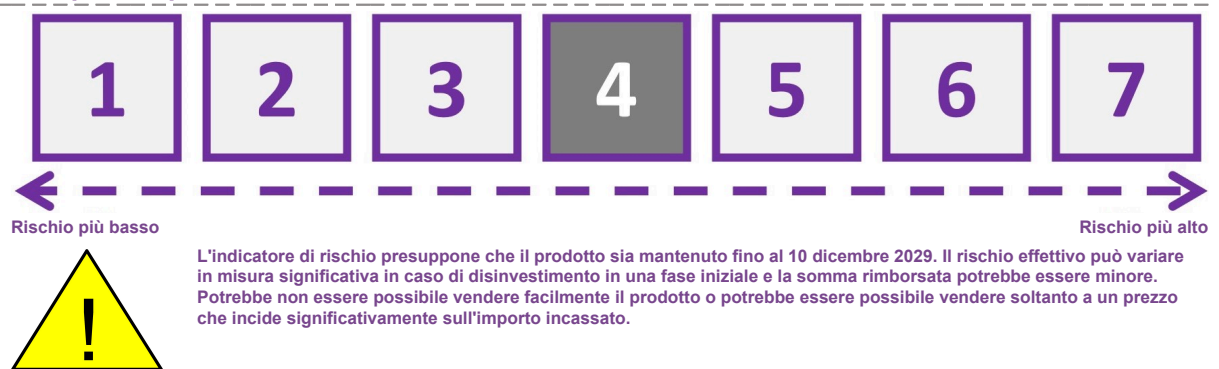 1 2 3 4 5 6 7
Rischio più basso Rischio più alto
L'indicatore di rischio presuppone che il prodotto sia mantenuto fino al 10 dicembre 2029. Il rischio effettivo può variare
in misura significativa in caso di disinvestimento in una fase iniziale e la somma rimborsata potrebbe essere minore.
Potrebbe non essere possibile vendere facilmente il prodotto o potrebbe essere possibile vendere soltanto a un prezzo
che incide significativamente sull'importo incassato.
!